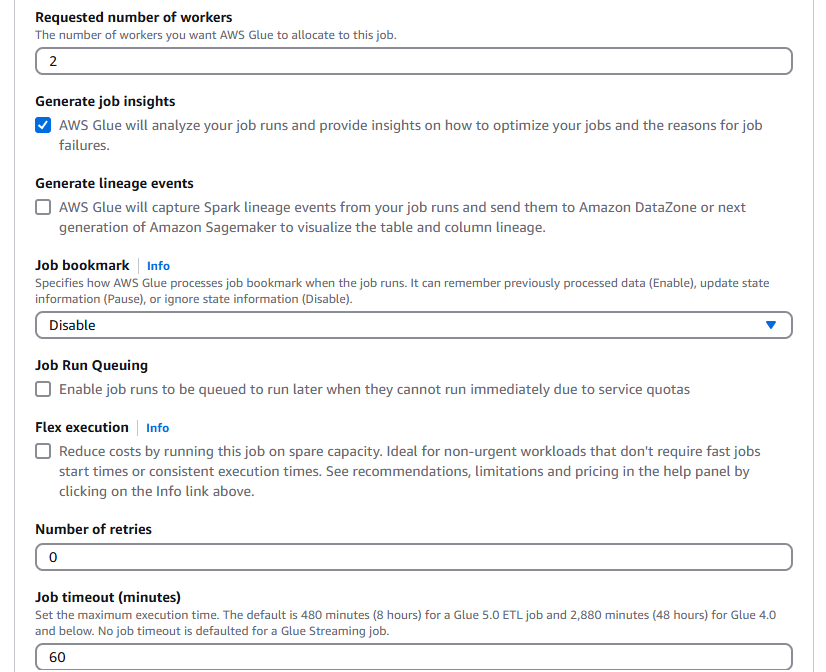 Requested number of workers
The number of workers you want AWS Glue to allocate to this job.
2
Generate job insights
AWS Glue will analyze your job runs and provide insights on how to optimize your jobs and the reasons for job
failures.
Generate lineage events
AWS Glue will capture Spark lineage events from your job runs and send them to Amazon DataZone or next
generation of Amazon Sagemaker to visualize the table and column lineage.
Job bookmark Info
Specifies how AWS Glue processes job bookmark when the job runs. It can remember previously processed data (Enable), update state
information (Pause), or ignore state information (Disable).
Disable
Job Run Queuing
Enable job runs to be queued to run later when they cannot run immediately due to service quotas
Flex execution Info
Reduce costs by running this job on spare capacity. Ideal for non-urgent workloads that don't require fast jobs
start times or consistent execution times. See recommendations, limitations and pricing in the help panel by
clicking on the Info link above.
Number of retries
0
Job timeout (minutes)
Set the maximum execution time. The default is 480 minutes (8 hours) for a Glue 5.0 ETL job and 2,880 minutes (48 hours) for Glue 4.0
and below. No job timeout is defaulted for a Glue Streaming job.
60